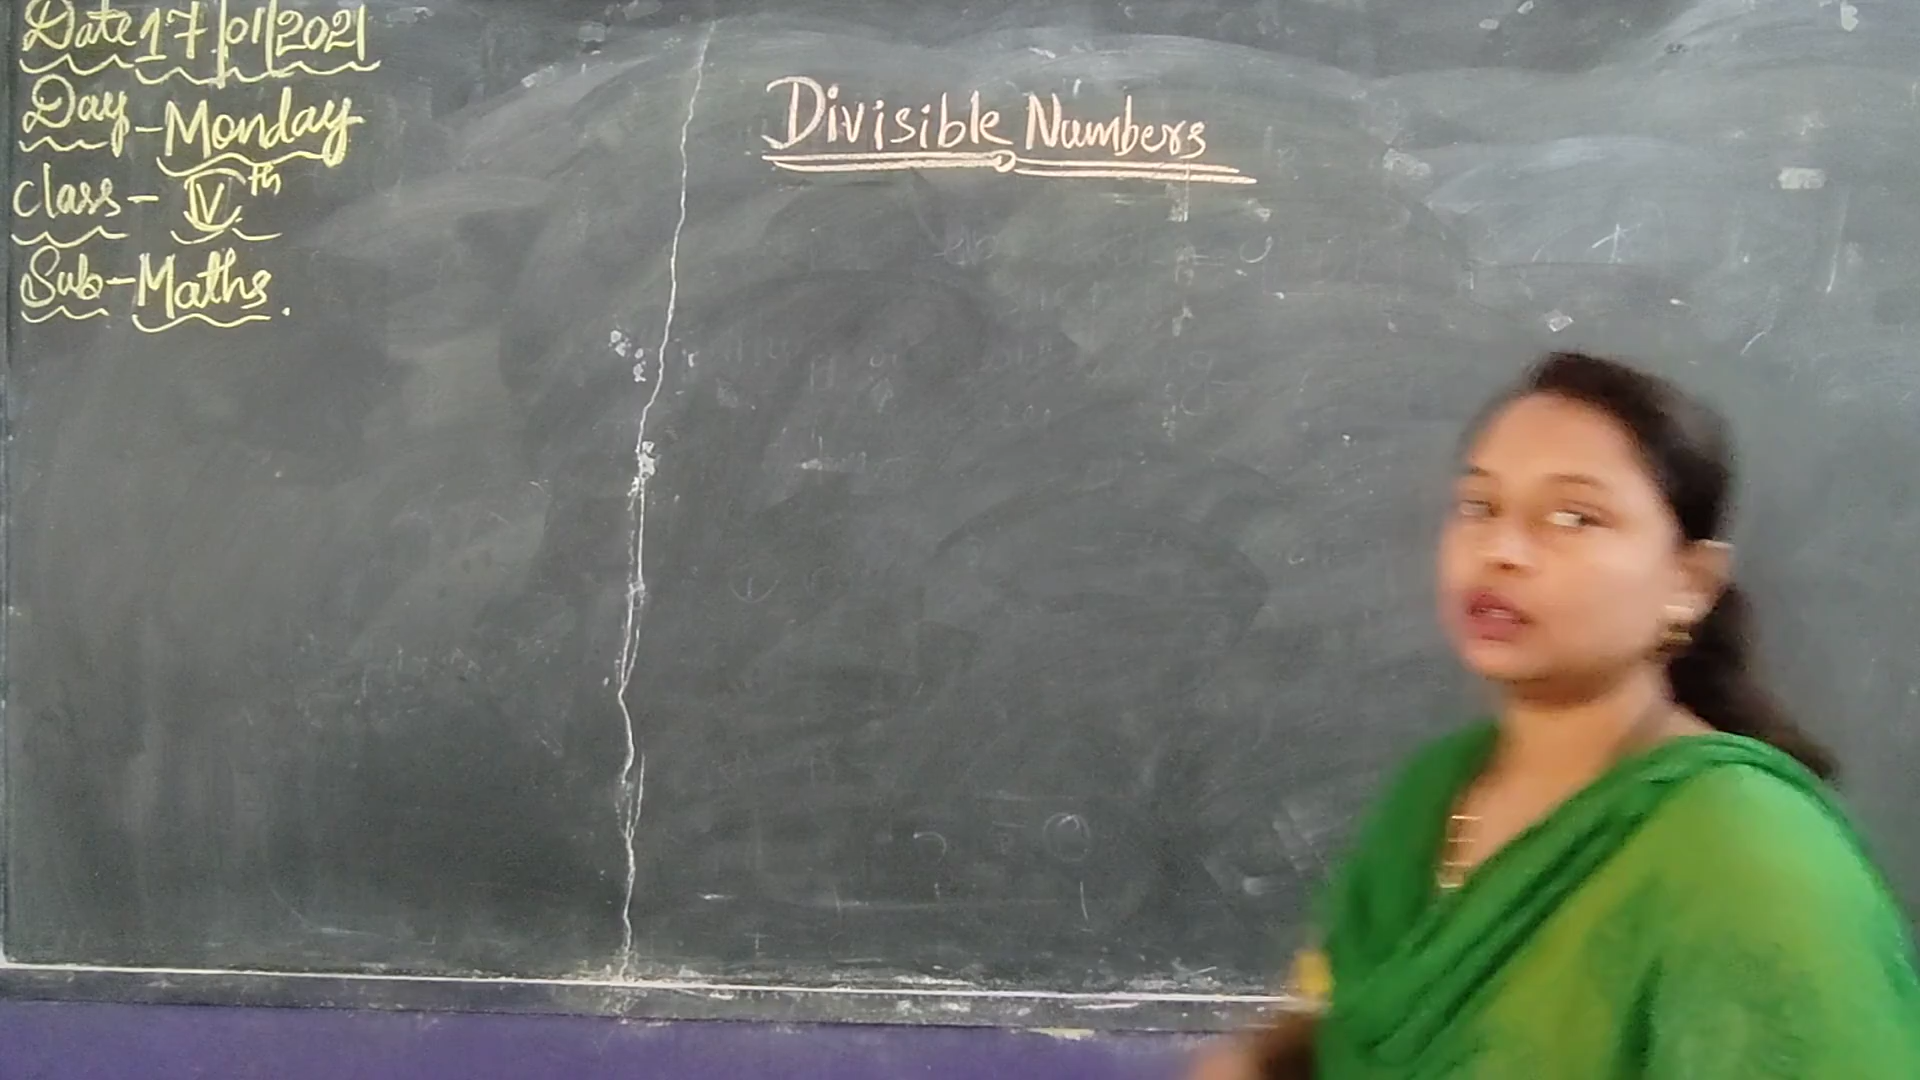 Date 17/01/2021
Day - Monday
Class - IVth
Sub - Maths.
Divisible Numbers